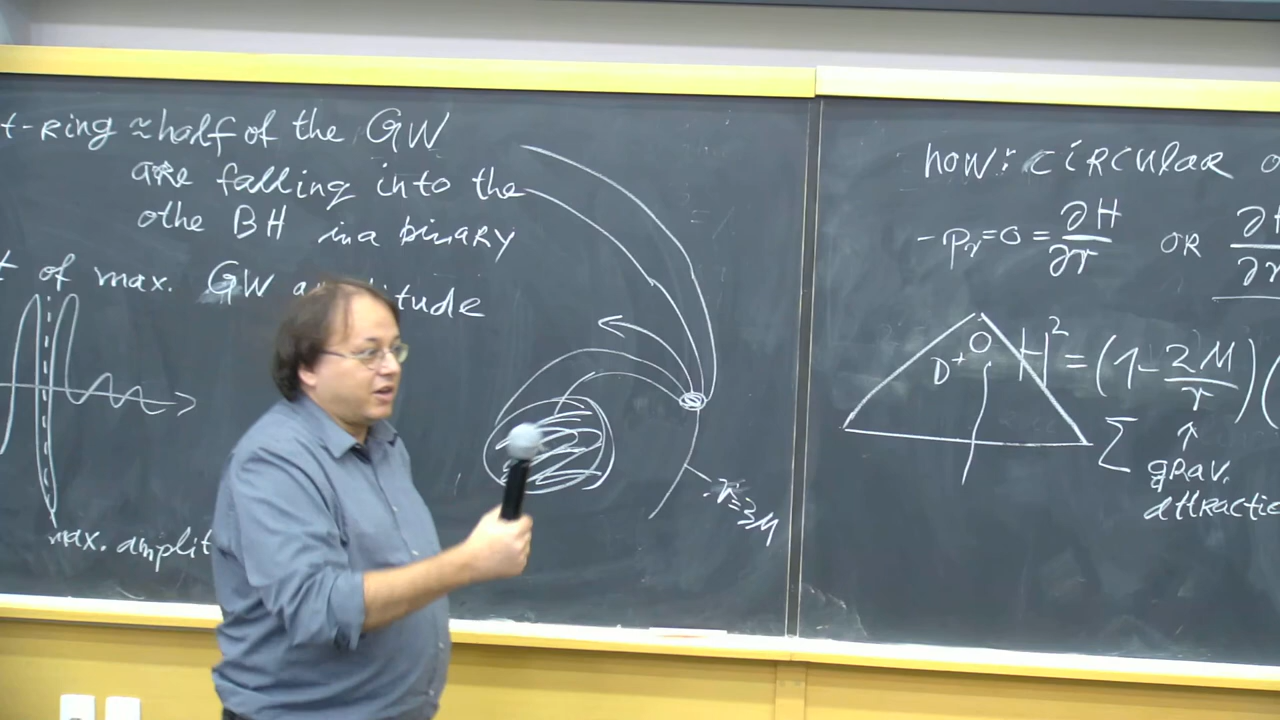 t-Ring ≈ half of the GW
are falling into the
othe BH in a binary
of max. GW
max. amplit
r=3M
now: CIRCULAR O
-pᵣ=0 = ∂H/∂r OR ∂H/∂r
D⁺ O
H² = (1-2M/r)(
Σ ↑
gRav.
attractio